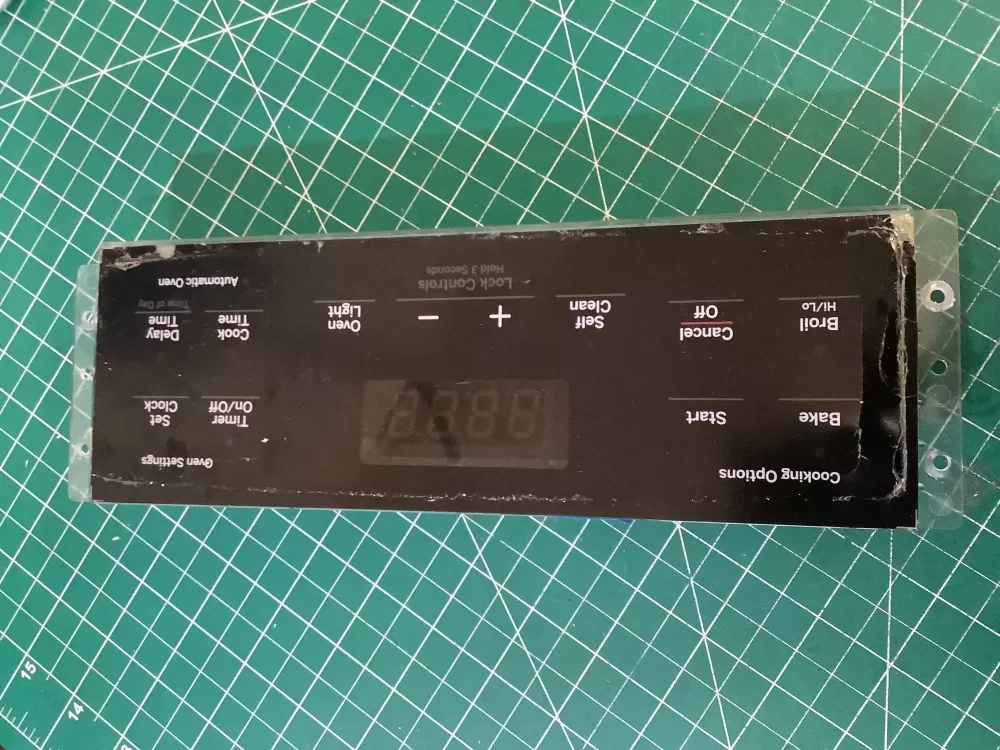 Cooking Options
Oven Settings
Bake
Start
Timer
On/Off
Set
Clock
Broil
Hi/Lo
Cancel
Off
Self
Clean
+
−
Oven
Light
Cook
Time
Delay
Time
Time of Day
Lock Controls
Hold 3 Seconds
Automatic Oven
15
14